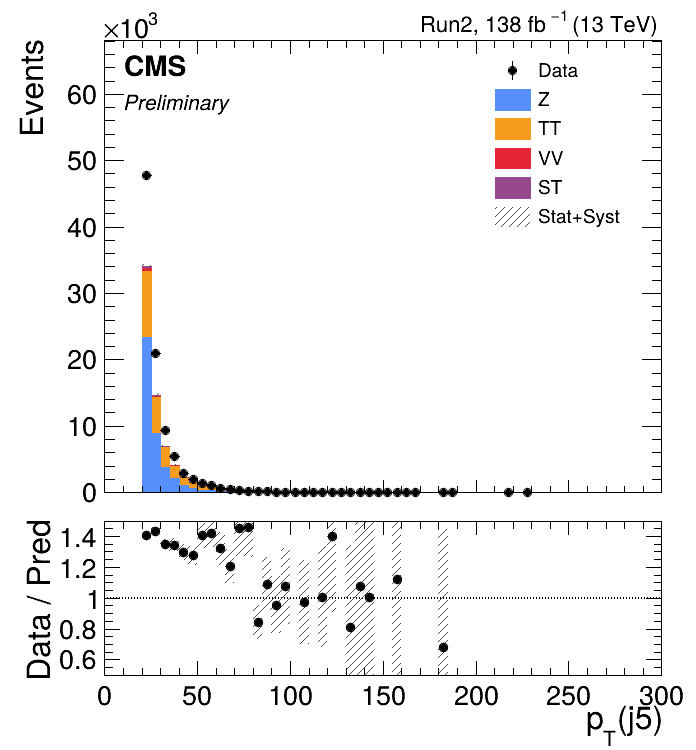 ×10³
Run2, 138 fb⁻¹ (13 TeV)
CMS
Preliminary
Events
Data
Z
TT
VV
ST
Stat+Syst
60
50
40
30
20
10
0
Data / Pred
1.4
1.2
1
0.8
0.6
0 50 100 150 200 250 300
p_T(j5)